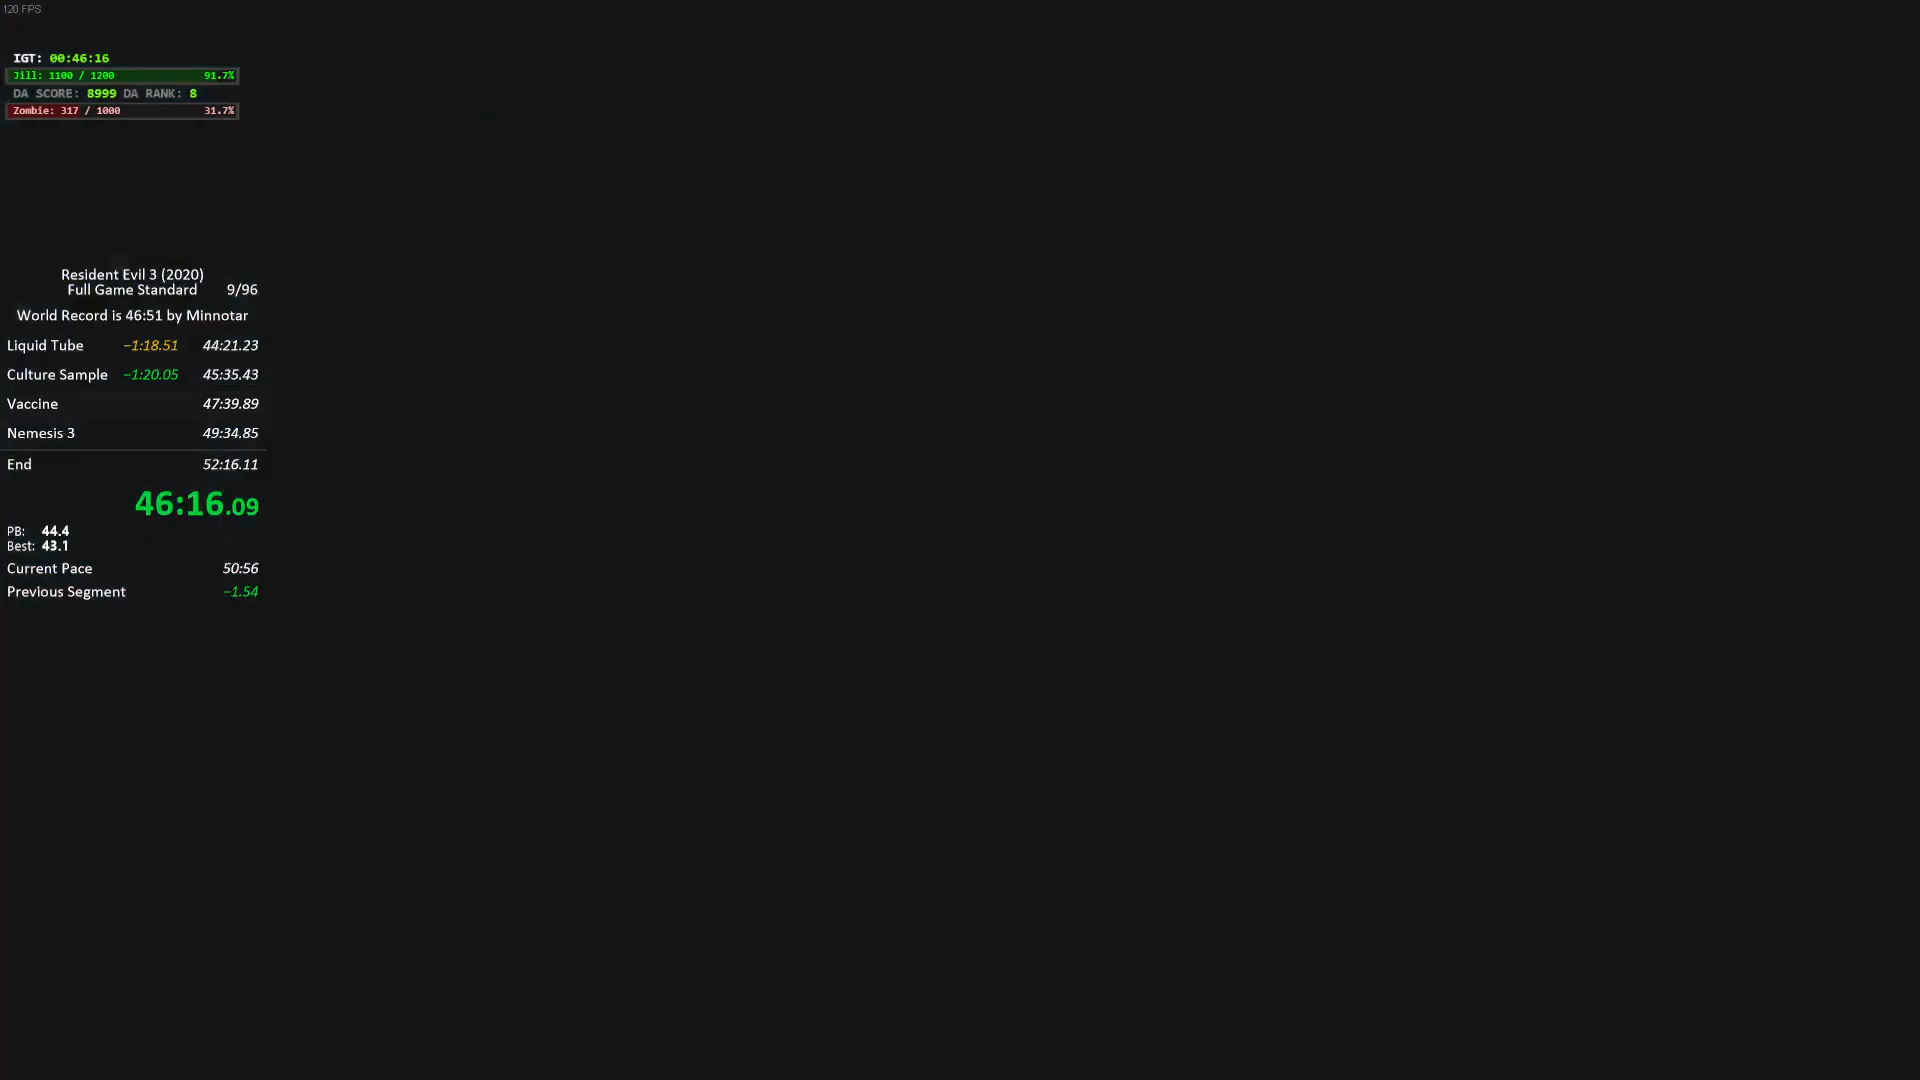 120 FPS
IGT: 00:46:16
Jill: 1100 / 1200 91.7%
DA SCORE: 8999 DA RANK: 8
Zombie: 317 / 1000 31.7%
Resident Evil 3 (2020)
Full Game Standard 9/96
World Record is 46:51 by Minnotar
Liquid Tube −1:18.51 44:21.23
Culture Sample −1:20.05 45:35.43
Vaccine 47:39.89
Nemesis 3 49:34.85
End 52:16.11
46:16.09
PB: 44.4
Best: 43.1
Current Pace 50:56
Previous Segment −1.54